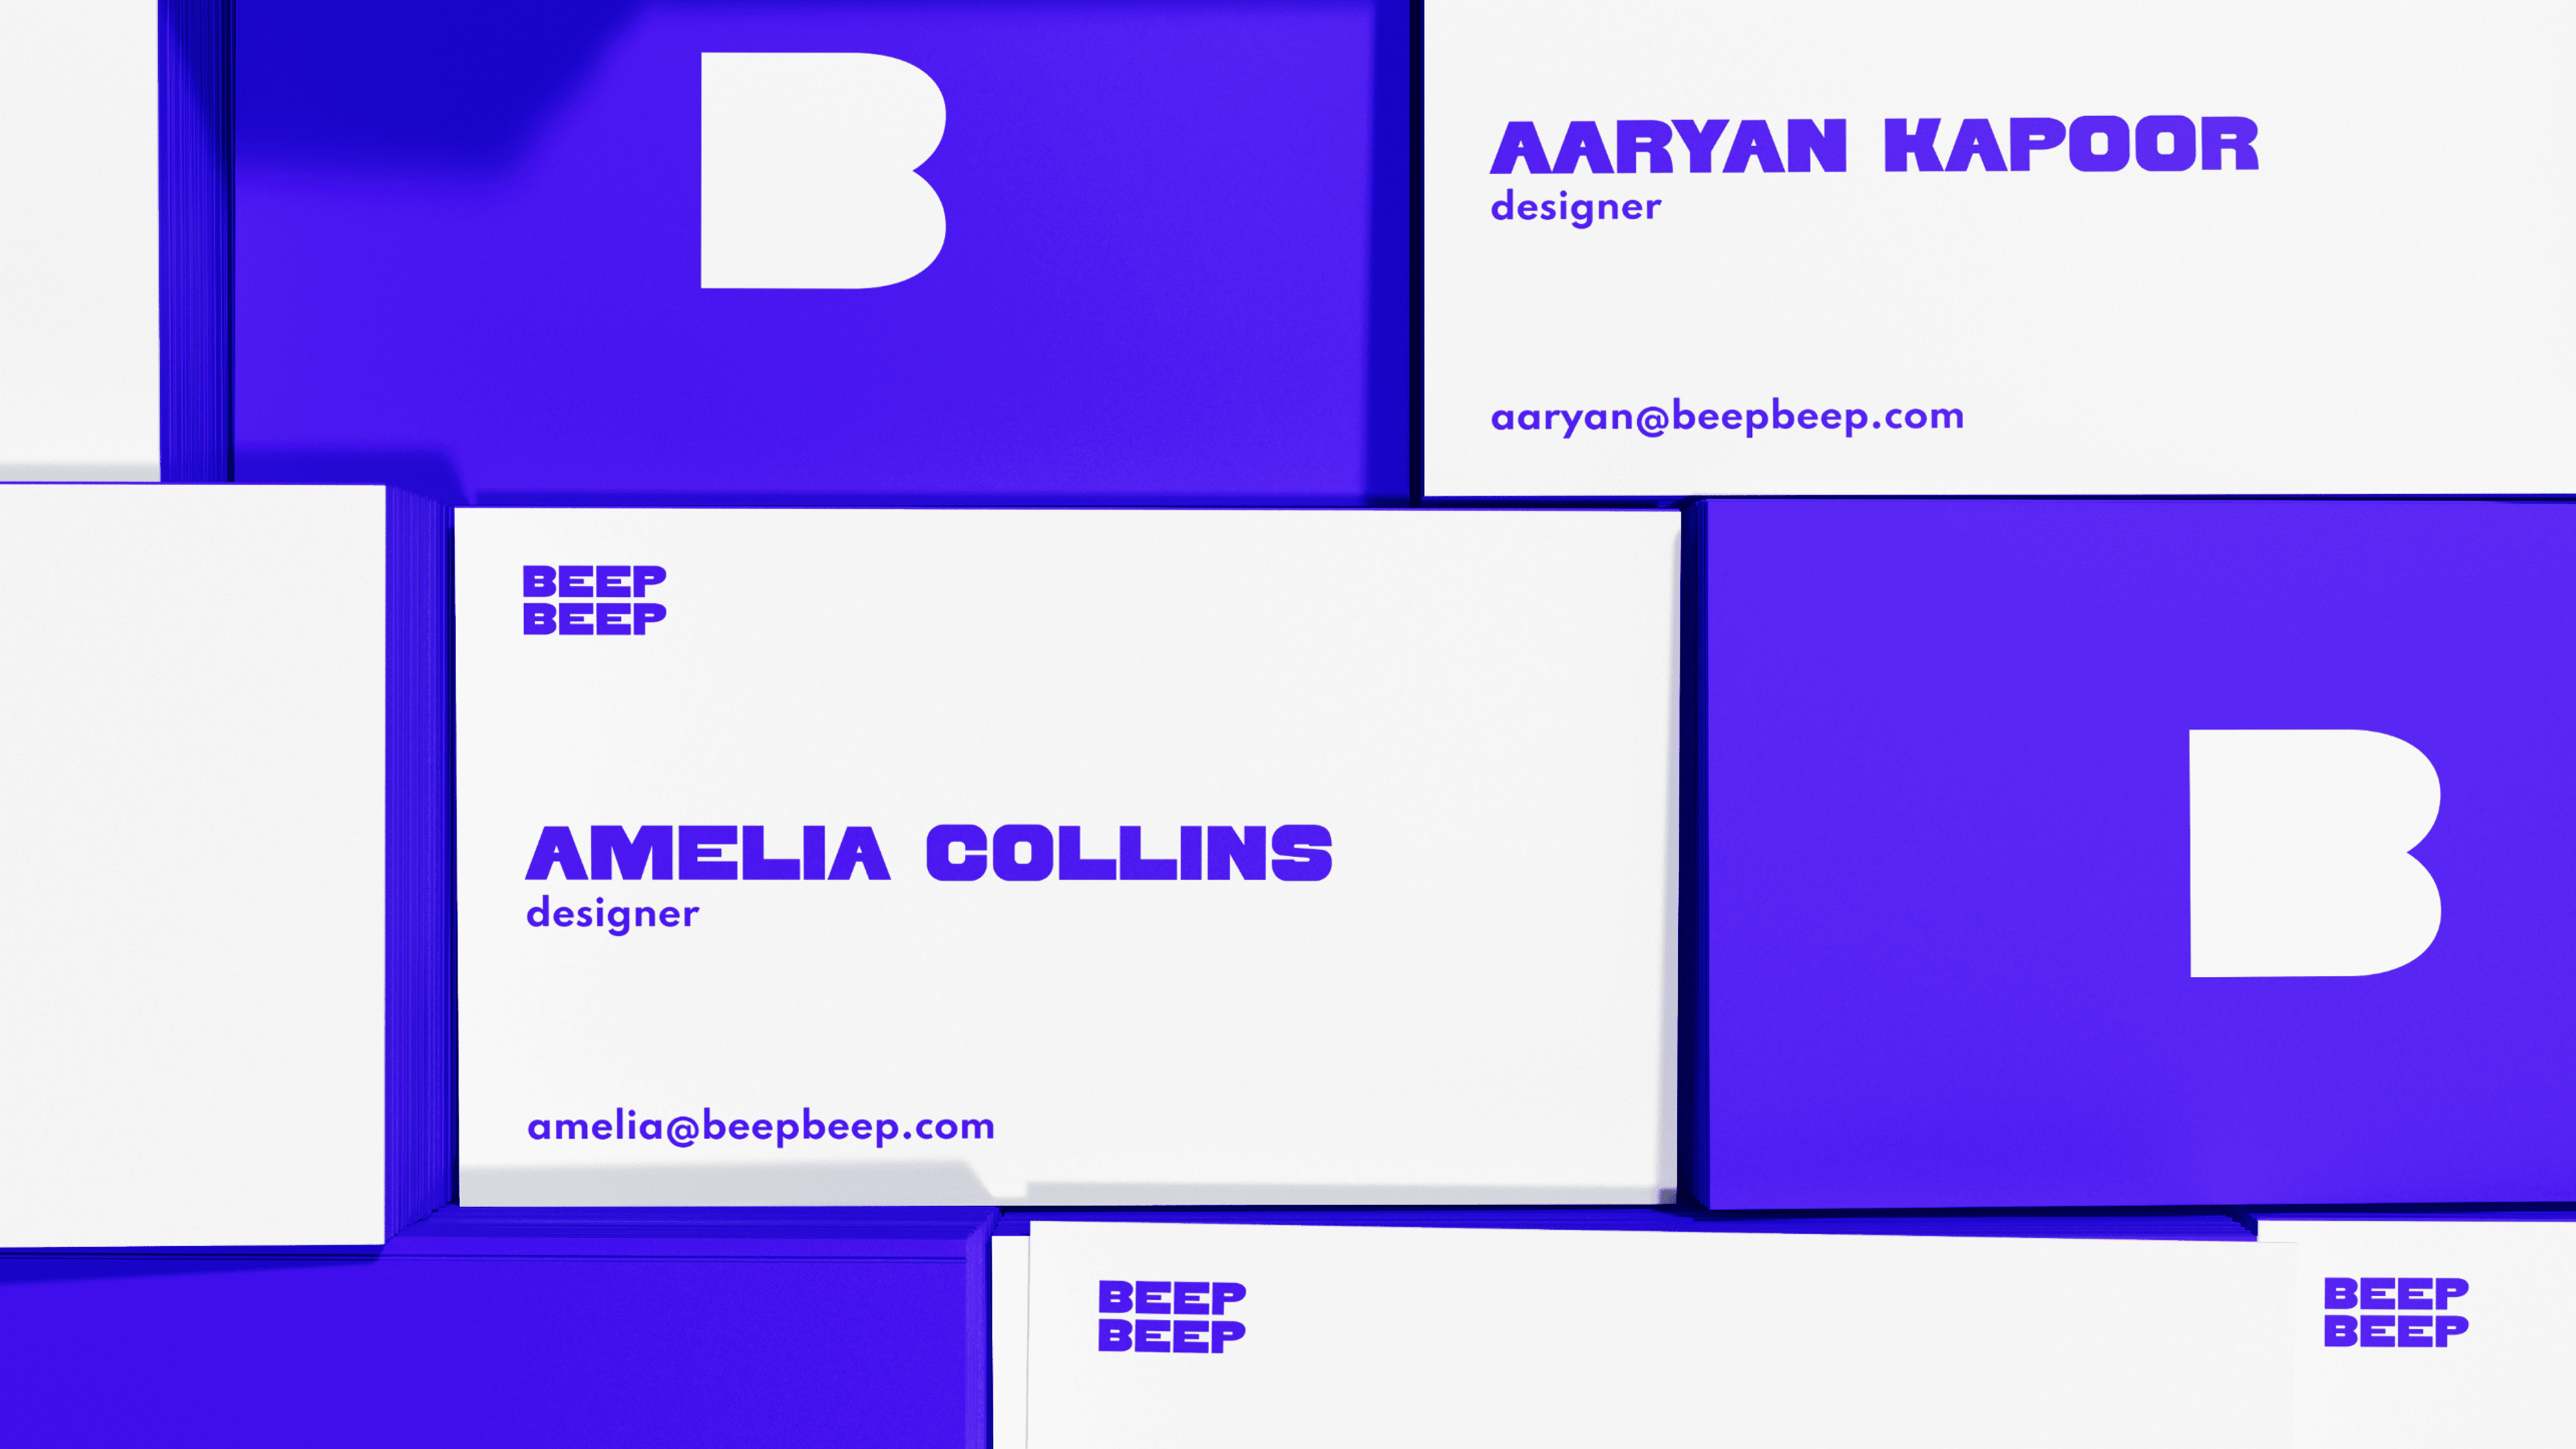 B
AARYAN KAPOOR
designer
aaryan@beepbeep.com
BEEP
BEEP
AMELIA COLLINS
designer
amelia@beepbeep.com
B
BEEP
BEEP
BEEP
BEEP